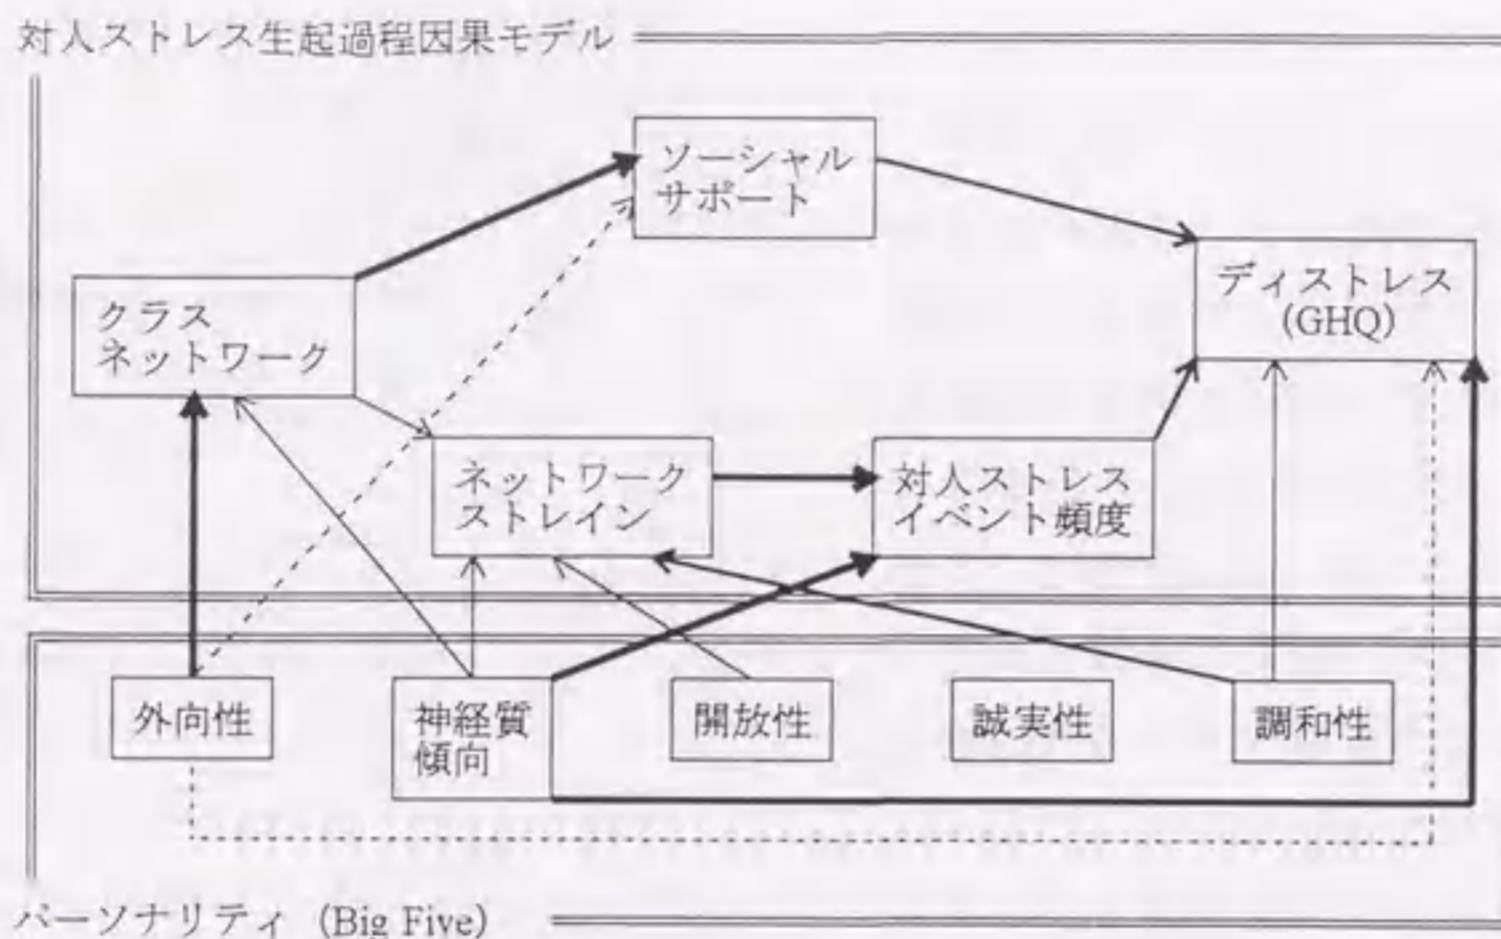 対人ストレス生起過程因果モデル
ソーシャル
サポート
ディストレス
(GHQ)
クラス
ネットワーク
ネットワーク
ストレイン
対人ストレス
イベント頻度
外向性
神経質
傾向
開放性
誠実性
調和性
パーソナリティ (Big Five)